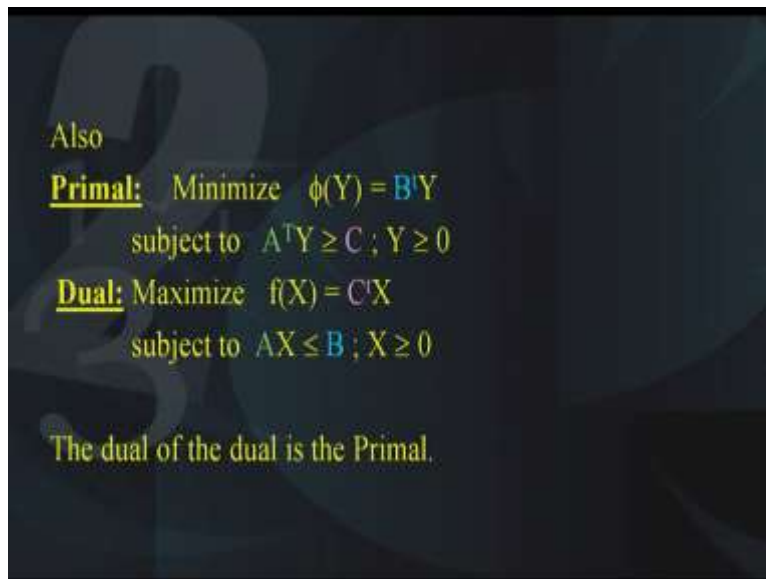 Also
Primal: Minimize ϕ(Y) = BᵗY
subject to AᵀY ≥ C ; Y ≥ 0
Dual: Maximize f(X) = CᵗX
subject to AX ≤ B ; X ≥ 0
The dual of the dual is the Primal.